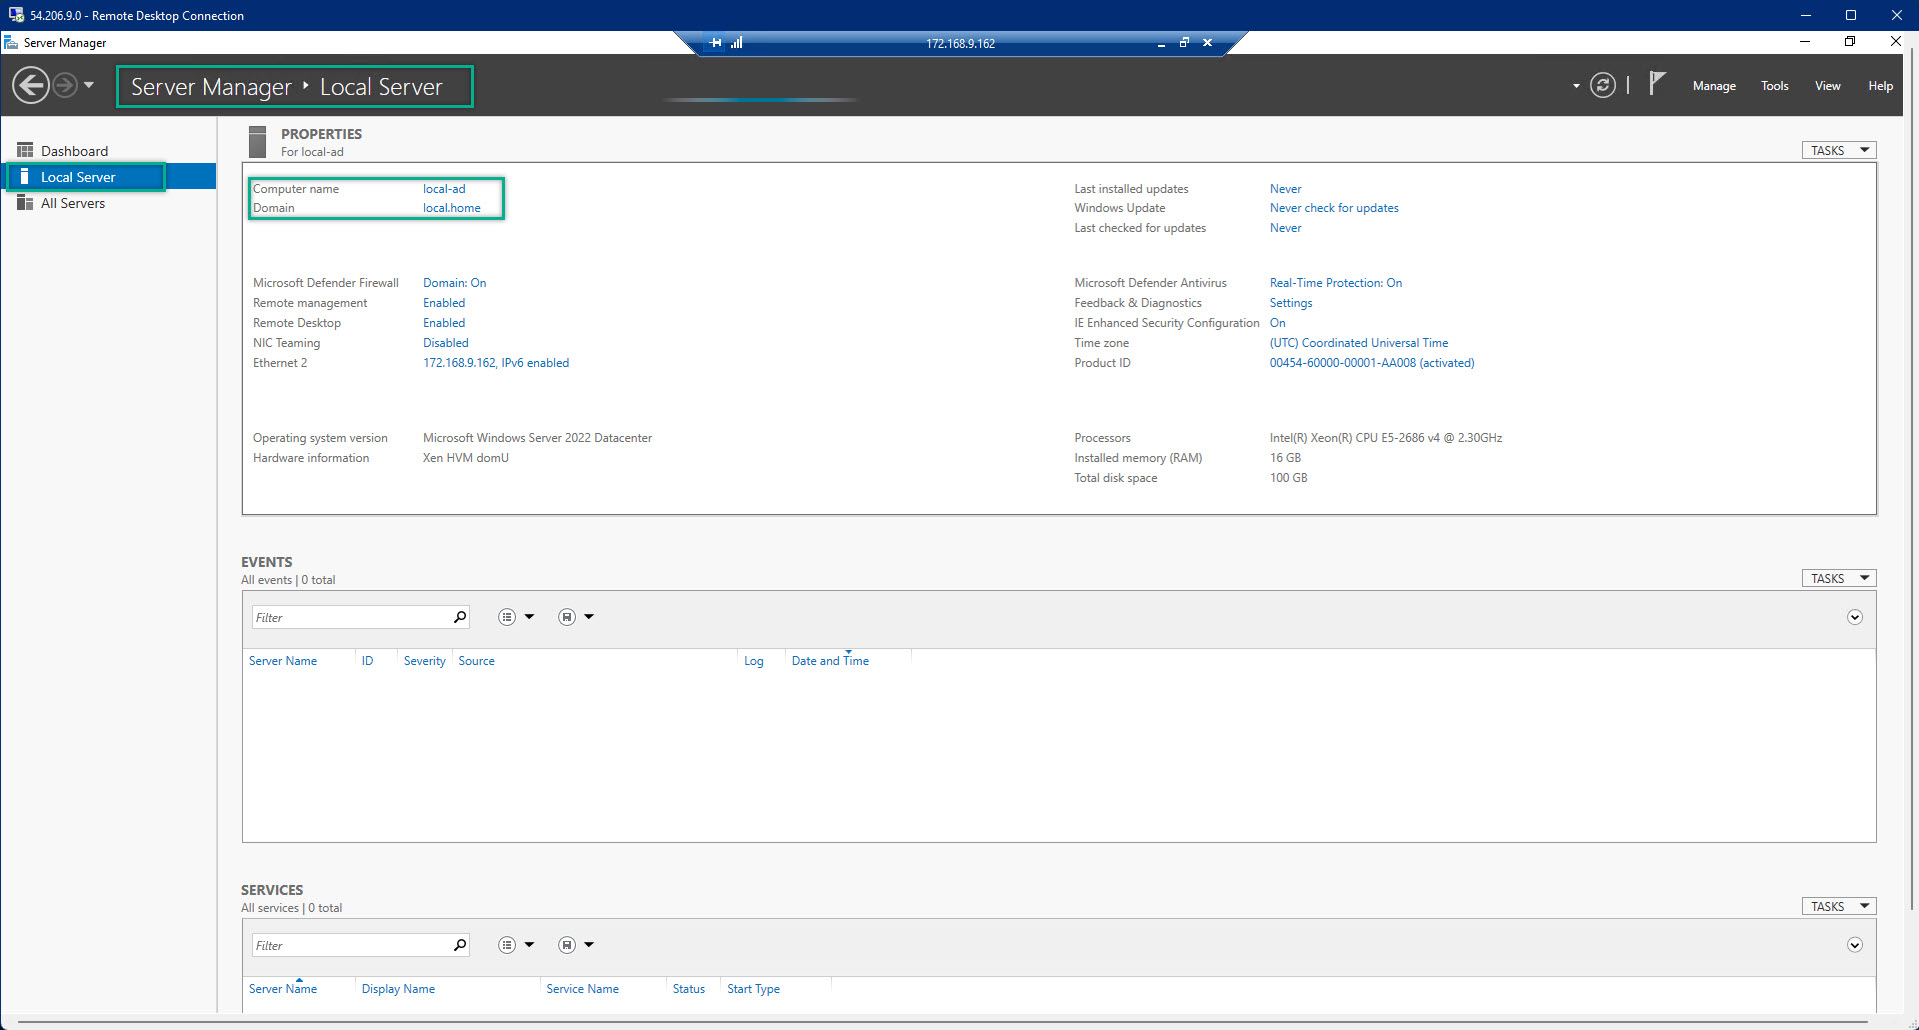 54.206.9.0 - Remote Desktop Connection
Server Manager
172.168.9.162
Server Manager ‣ Local Server
Manage Tools View Help
Dashboard
Local Server
All Servers
PROPERTIES
For local-ad
TASKS
Computer name local-ad
Domain local.home
Last installed updates Never
Windows Update Never check for updates
Last checked for updates Never
Microsoft Defender Firewall Domain: On
Remote management Enabled
Remote Desktop Enabled
NIC Teaming Disabled
Ethernet 2 172.168.9.162, IPv6 enabled
Microsoft Defender Antivirus Real-Time Protection: On
Feedback & Diagnostics Settings
IE Enhanced Security Configuration On
Time zone (UTC) Coordinated Universal Time
Product ID 00454-60000-00001-AA008 (activated)
Operating system version Microsoft Windows Server 2022 Datacenter
Hardware information Xen HVM domU
Processors Intel(R) Xeon(R) CPU E5-2686 v4 @ 2.30GHz
Installed memory (RAM) 16 GB
Total disk space 100 GB
EVENTS
All events | 0 total
TASKS
Filter
Server Name ID Severity Source Log Date and Time
SERVICES
All services | 0 total
TASKS
Filter
Server Name Display Name Service Name Status Start Type